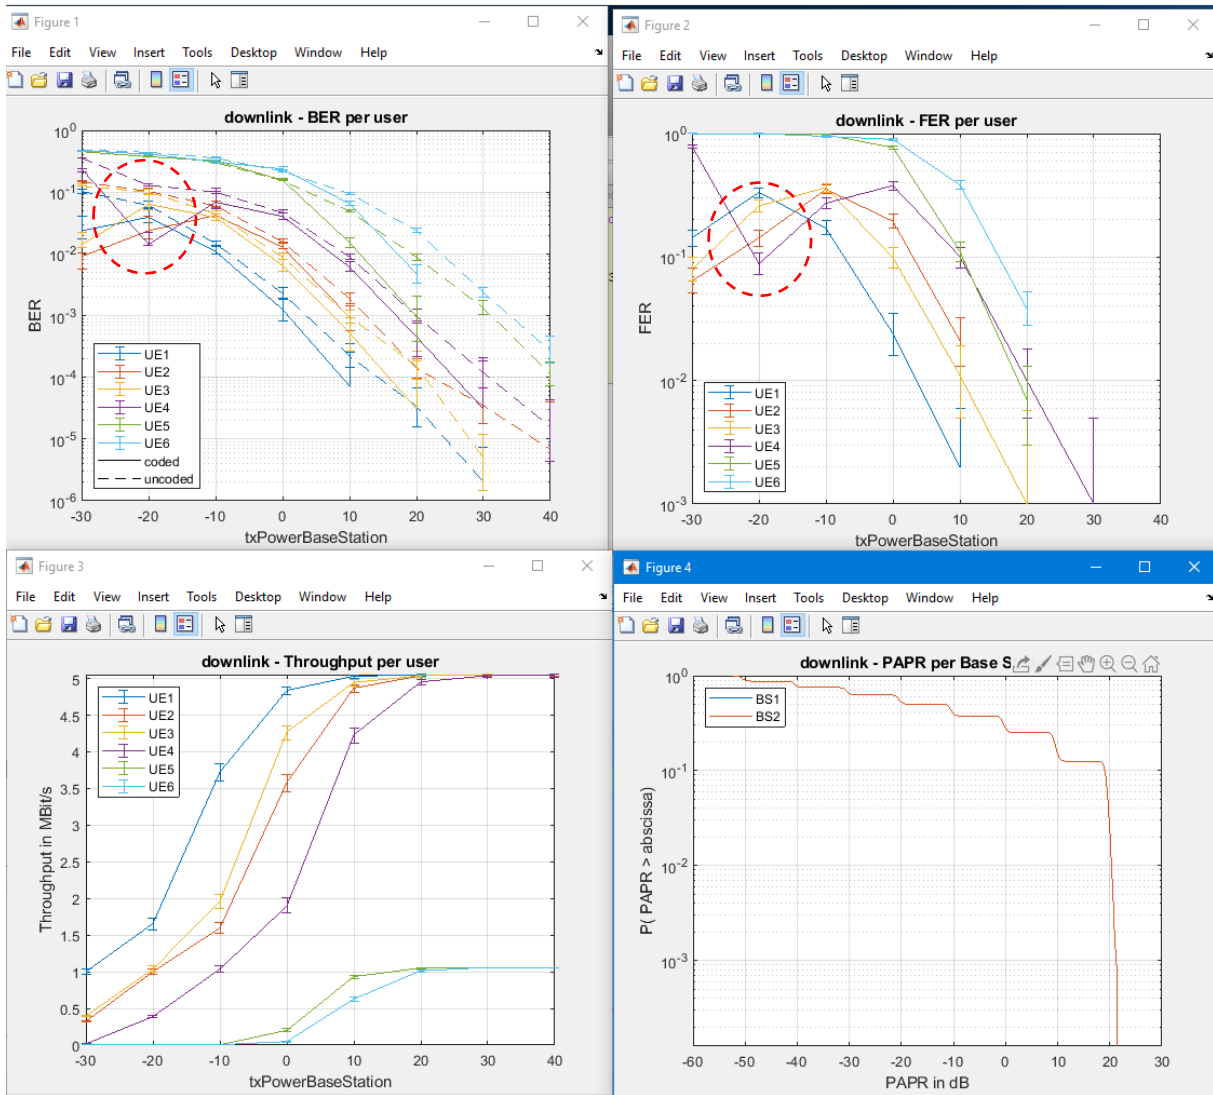 Figure 1
File Edit View Insert Tools Desktop Window Help
downlink - BER per user
10^0
10^-1
10^-2
10^-3
10^-4
10^-5
10^-6
BER
UE1
UE2
UE3
UE4
UE5
UE6
coded
uncoded
-30 -20 -10 0 10 20 30 40
txPowerBaseStation
Figure 2
File Edit View Insert Tools Desktop Window Help
downlink - FER per user
10^0
10^-1
10^-2
10^-3
FER
UE1
UE2
UE3
UE4
UE5
UE6
-30 -20 -10 0 10 20 30 40
txPowerBaseStation
Figure 3
File Edit View Insert Tools Desktop Window Help
downlink - Throughput per user
5
4.5
4
3.5
3
2.5
2
1.5
1
0.5
0
Throughput in MBit/s
UE1
UE2
UE3
UE4
UE5
UE6
-30 -20 -10 0 10 20 30 40
txPowerBaseStation
Figure 4
File Edit View Insert Tools Desktop Window Help
downlink - PAPR per Base S
10^0
10^-1
10^-2
10^-3
P( PAPR > abscissa)
BS1
BS2
-60 -50 -40 -30 -20 -10 0 10 20 30
PAPR in dB